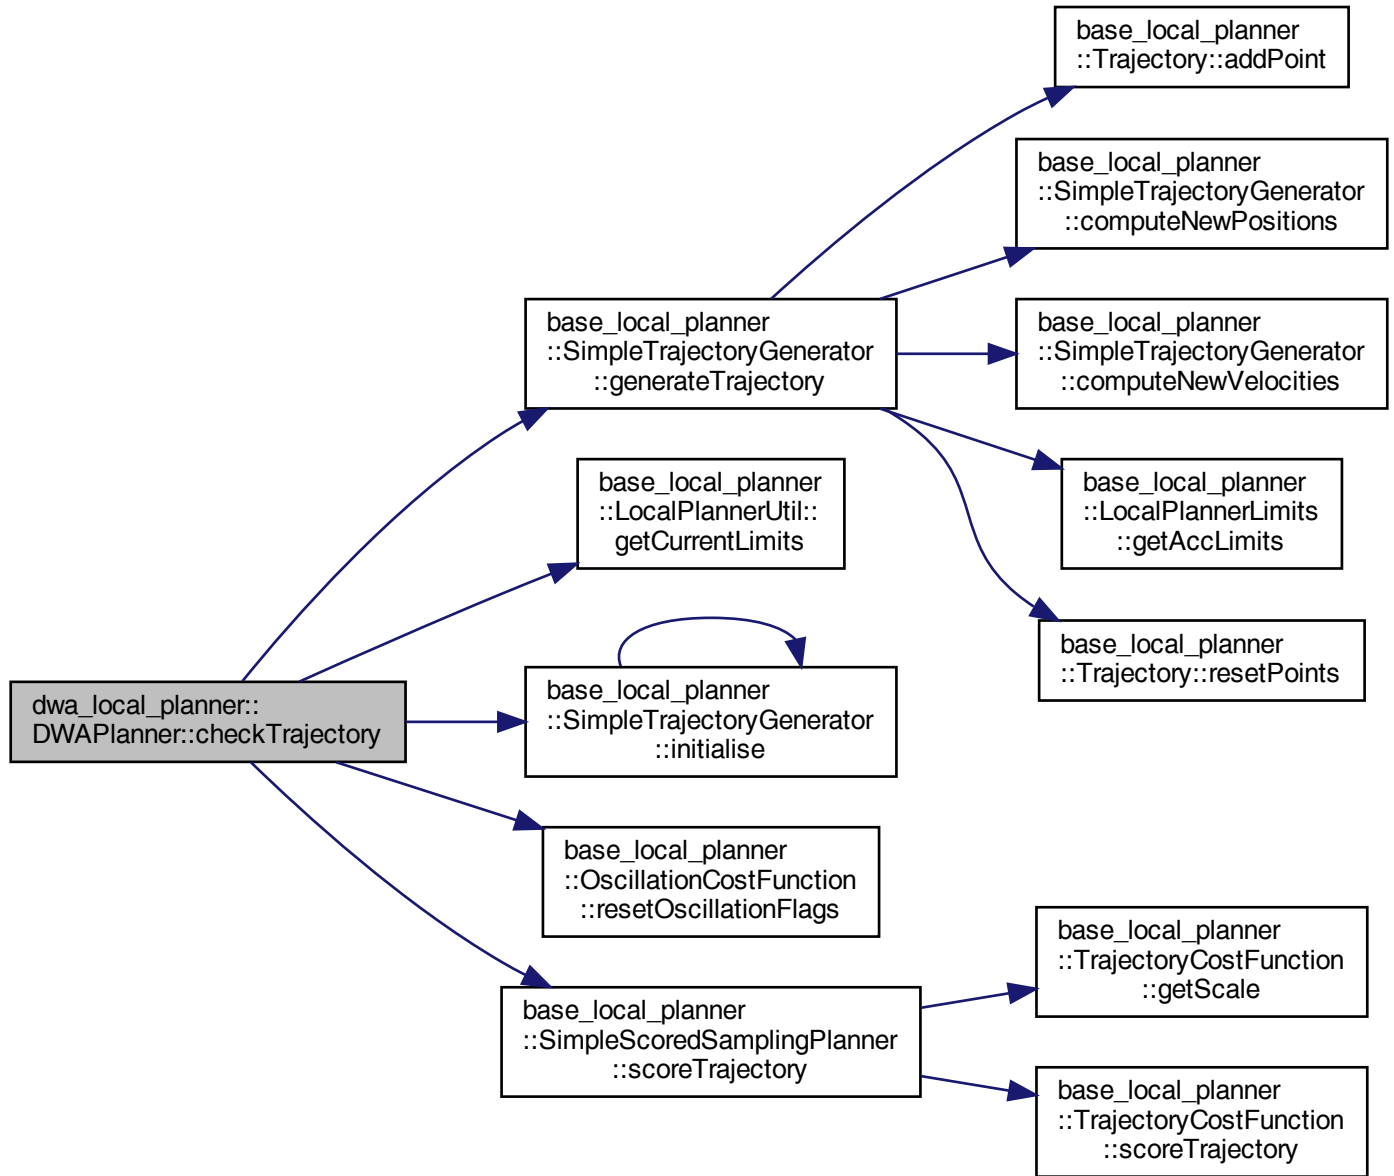 base_local_planner
::Trajectory::addPoint
base_local_planner
::SimpleTrajectoryGenerator
::computeNewPositions
base_local_planner
::SimpleTrajectoryGenerator
::generateTrajectory
base_local_planner
::SimpleTrajectoryGenerator
::computeNewVelocities
base_local_planner
::LocalPlannerUtil::
getCurrentLimits
base_local_planner
::LocalPlannerLimits
::getAccLimits
base_local_planner
::Trajectory::resetPoints
dwa_local_planner::
DWAPlanner::checkTrajectory
base_local_planner
::SimpleTrajectoryGenerator
::initialise
base_local_planner
::OscillationCostFunction
::resetOscillationFlags
base_local_planner
::SimpleScoredSamplingPlanner
::scoreTrajectory
base_local_planner
::TrajectoryCostFunction
::getScale
base_local_planner
::TrajectoryCostFunction
::scoreTrajectory